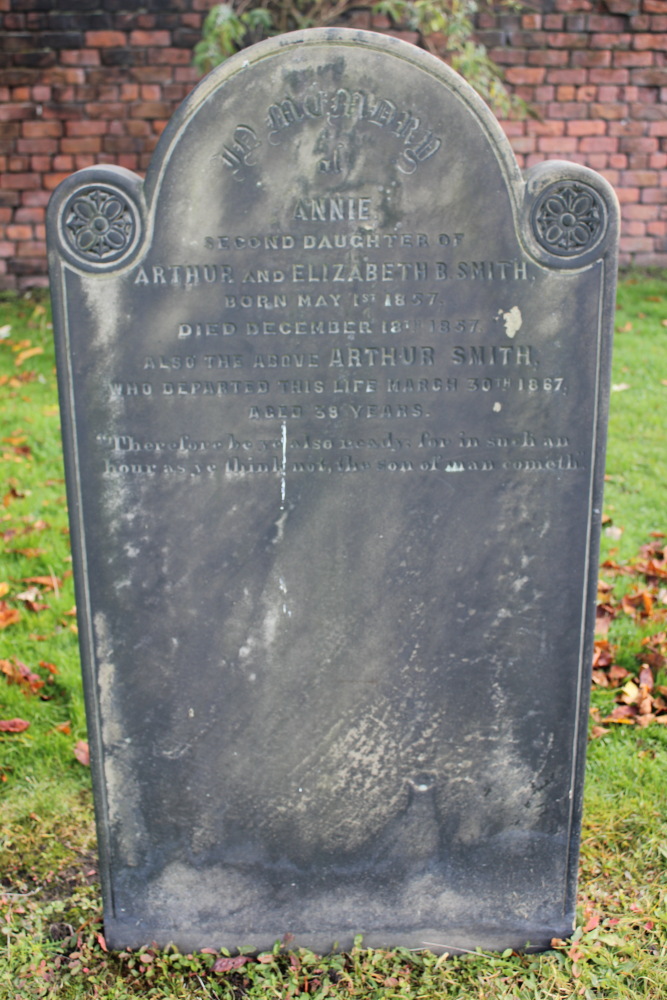 In Memory
of
ANNIE,
SECOND DAUGHTER OF
ARTHUR AND ELIZABETH B. SMITH,
BORN MAY 1ST 1857.
DIED DECEMBER 18TH 1857.
ALSO THE ABOVE ARTHUR SMITH,
WHO DEPARTED THIS LIFE MARCH 30TH 1867,
AGED 38 YEARS.
"Therefore be ye also ready: for in such an
hour as ye think not, the son of man cometh."